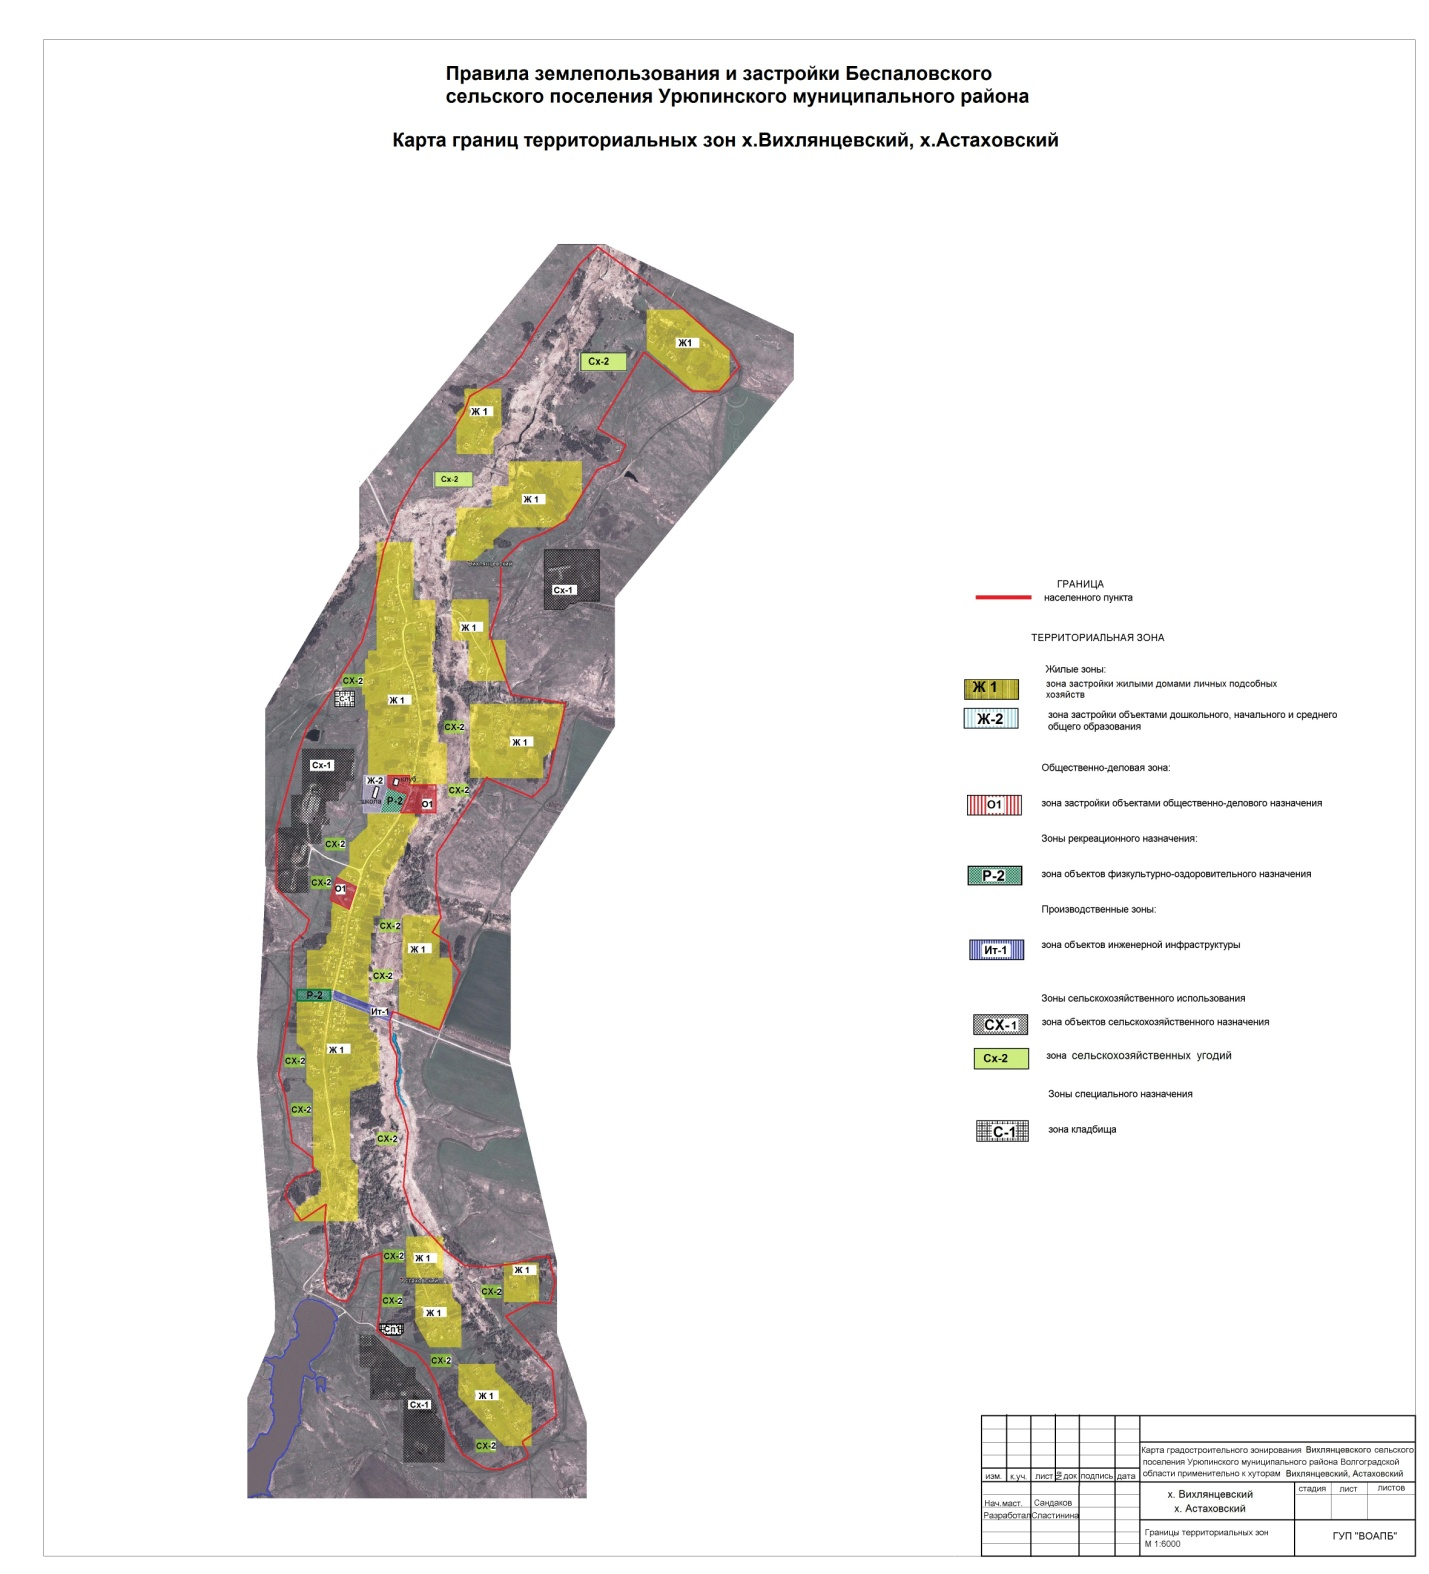 Правила землепользования и застройки Беспаловского
сельского поселения Урюпинского муниципального района
Карта границ территориальных зон х.Вихлянцевский, х.Астаховский
Ж1
Сх-2
Ж 1
Сх-2
Ж 1
Сх-1
Ж 1
СХ-2
С-1
Ж 1
СХ-2
Ж 1
Сх-1
Ж-2
клуб
школа
Р-2
О1
СХ-2
СХ-2
СХ-2
О1
СХ-2
Ж 1
СХ-2
Р-2
Ит-1
Ж 1
СХ-2
СХ-2
СХ-2
СХ-2
Ж 1
Ж 1
СХ-2
СХ-2
Ж 1
СХ-2
Ж 1
Сх-1
СХ-2
ГРАНИЦА
населенного пункта
ТЕРРИТОРИАЛЬНАЯ ЗОНА
Жилые зоны:
Ж 1
зона застройки жилыми домами личных подсобных
хозяйств
Ж-2
зона застройки объектами дошкольного, начального и среднего
общего образования
Общественно-деловая зона:
О1
зона застройки объектами общественно-делового назначения
Зоны рекреационного назначения:
Р-2
зона объектов физкультурно-оздоровительного назначения
Производственные зоны:
Ит-1
зона объектов инженерной инфраструктуры
Зоны сельскохозяйственного использования
СХ-1
зона объектов сельскохозяйственного назначения
Сх-2
зона сельскохозяйственных угодий
Зоны специального назначения
С-1
зона кладбища
Карта градостроительного зонирования Вихлянцевского сельского
поселения Урюпинского муниципального района Волгоградской
области применительно к хуторам Вихлянцевский, Астаховский
изм. к.уч. лист № док подпись дата
х. Вихлянцевский
х. Астаховский
стадия лист листов
Нач.маст. Сандаков
Разработал Сластинина
Границы территориальных зон
М 1:6000
ГУП "ВОАПБ"